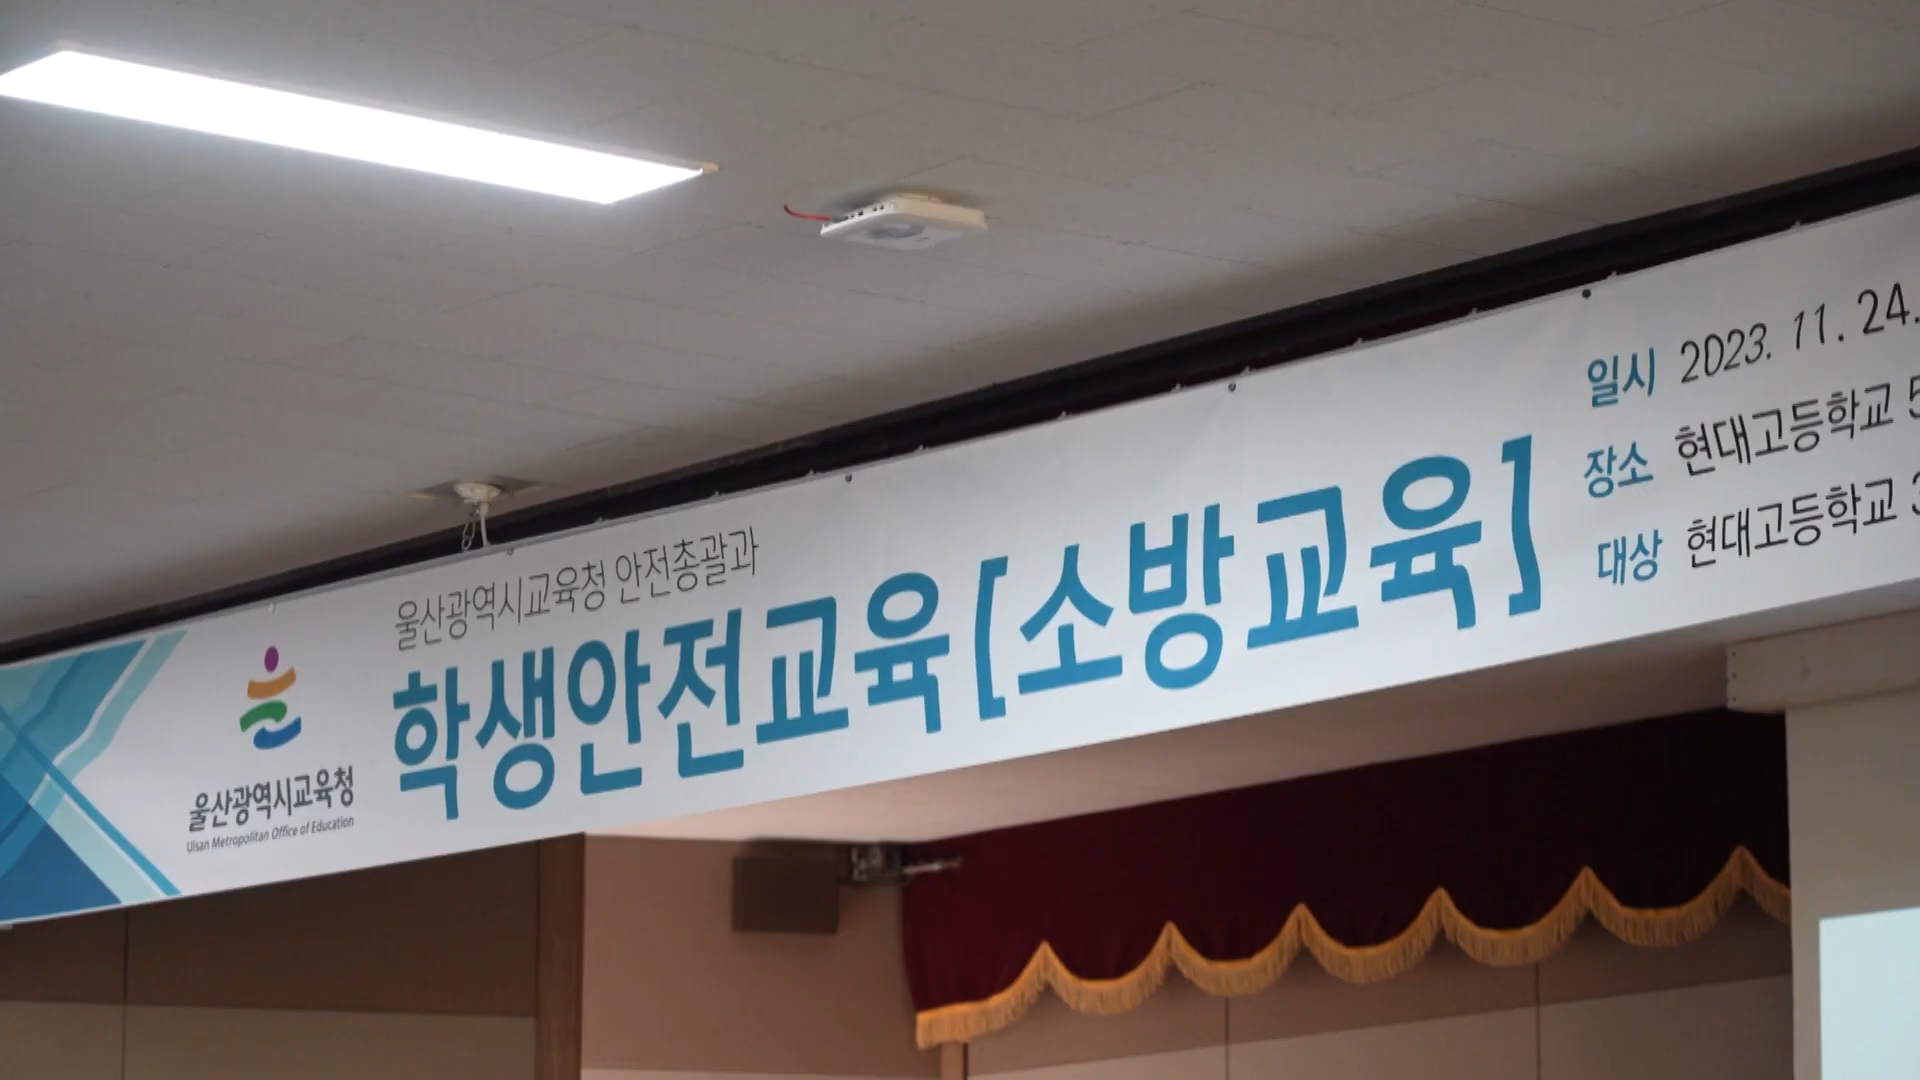 울산광역시교육청
Ulsan Metropolitan Office of Education
울산광역시교육청 안전총괄과
학생안전교육 [소방교육]
일시 2023. 11. 24.
장소 현대고등학교 5
대상 현대고등학교 3